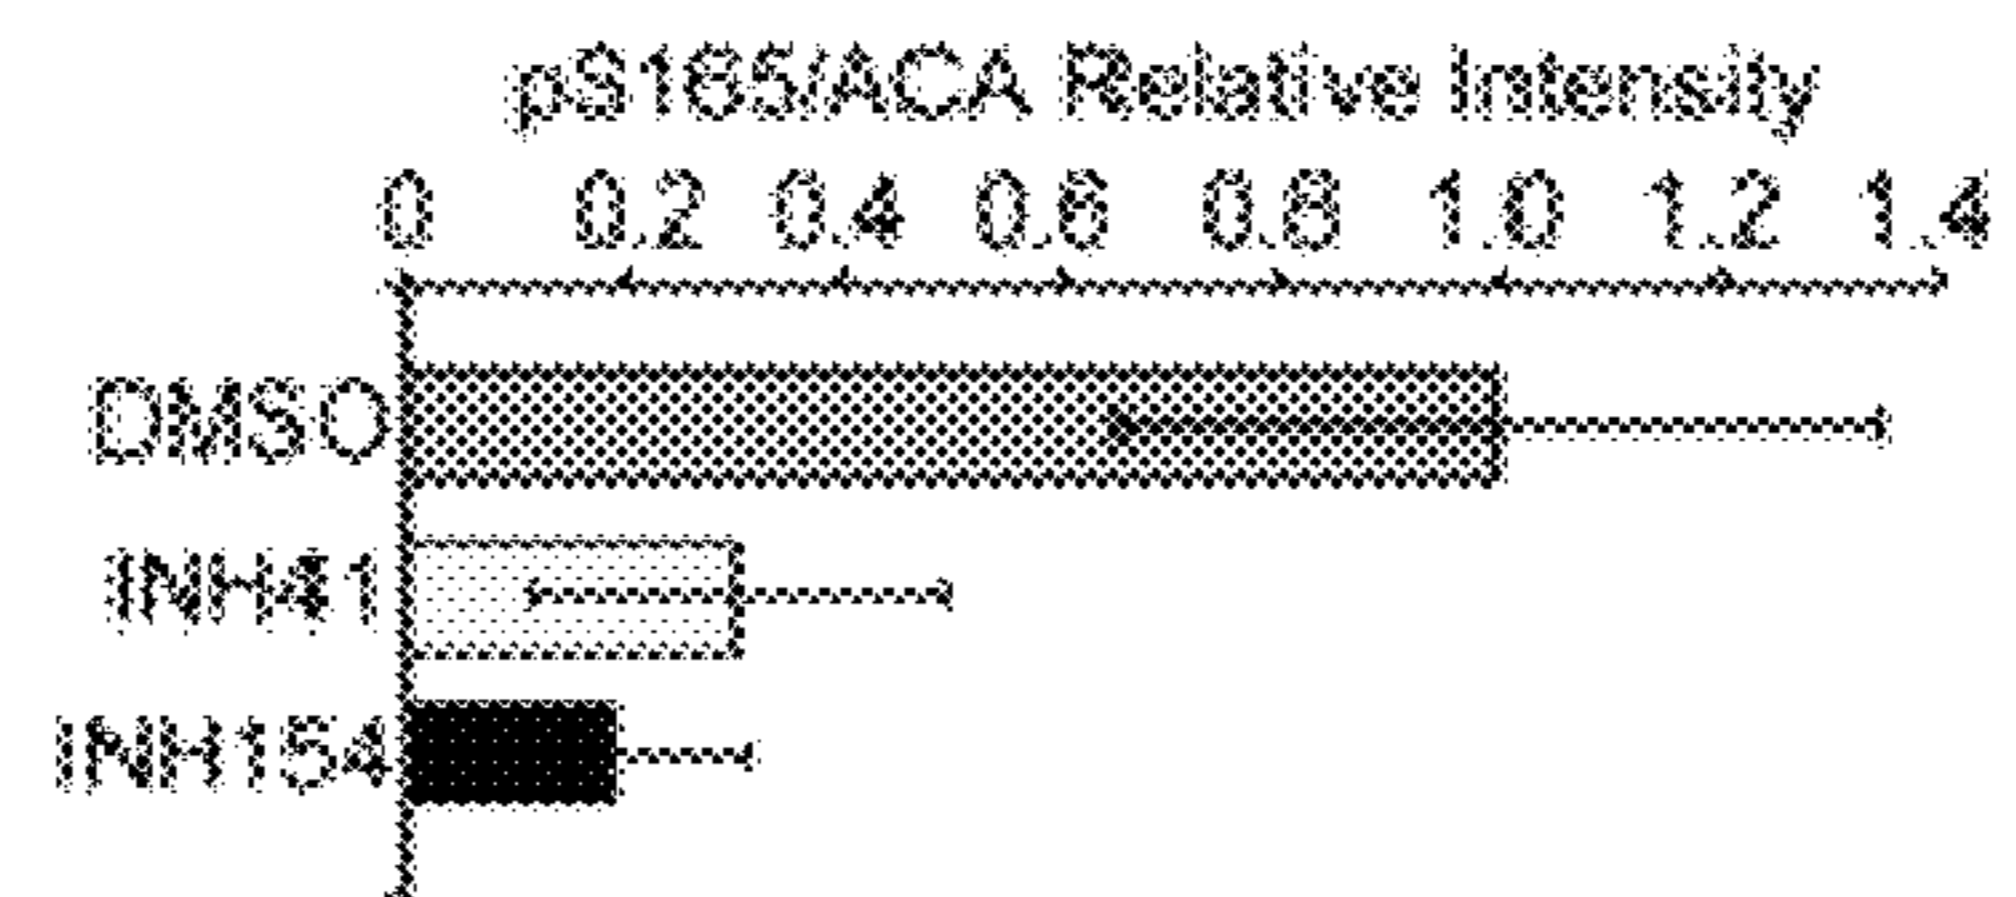 pS165/ACA Relative Intensity
0 0.2 0.4 0.6 0.8 1.0 1.2 1.4
DMSO
INH41
INH154